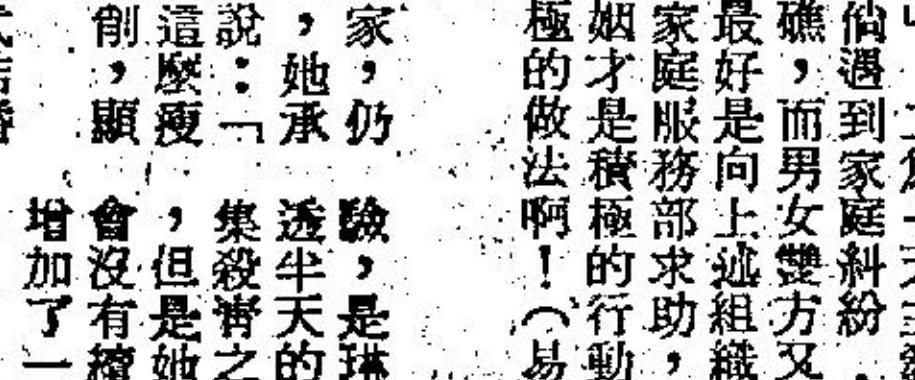 倘遇到家庭糾紛
礁，而男女雙方又
最好是向上述組織
家庭服務部求助，
姻才是積極的行動
極的做法啊！（易
家，仍
，她承
說：「
這麼瘦
削，顯
驗，是琳
透半天的
集殺菁之
，但是她
會沒有續
增加了一